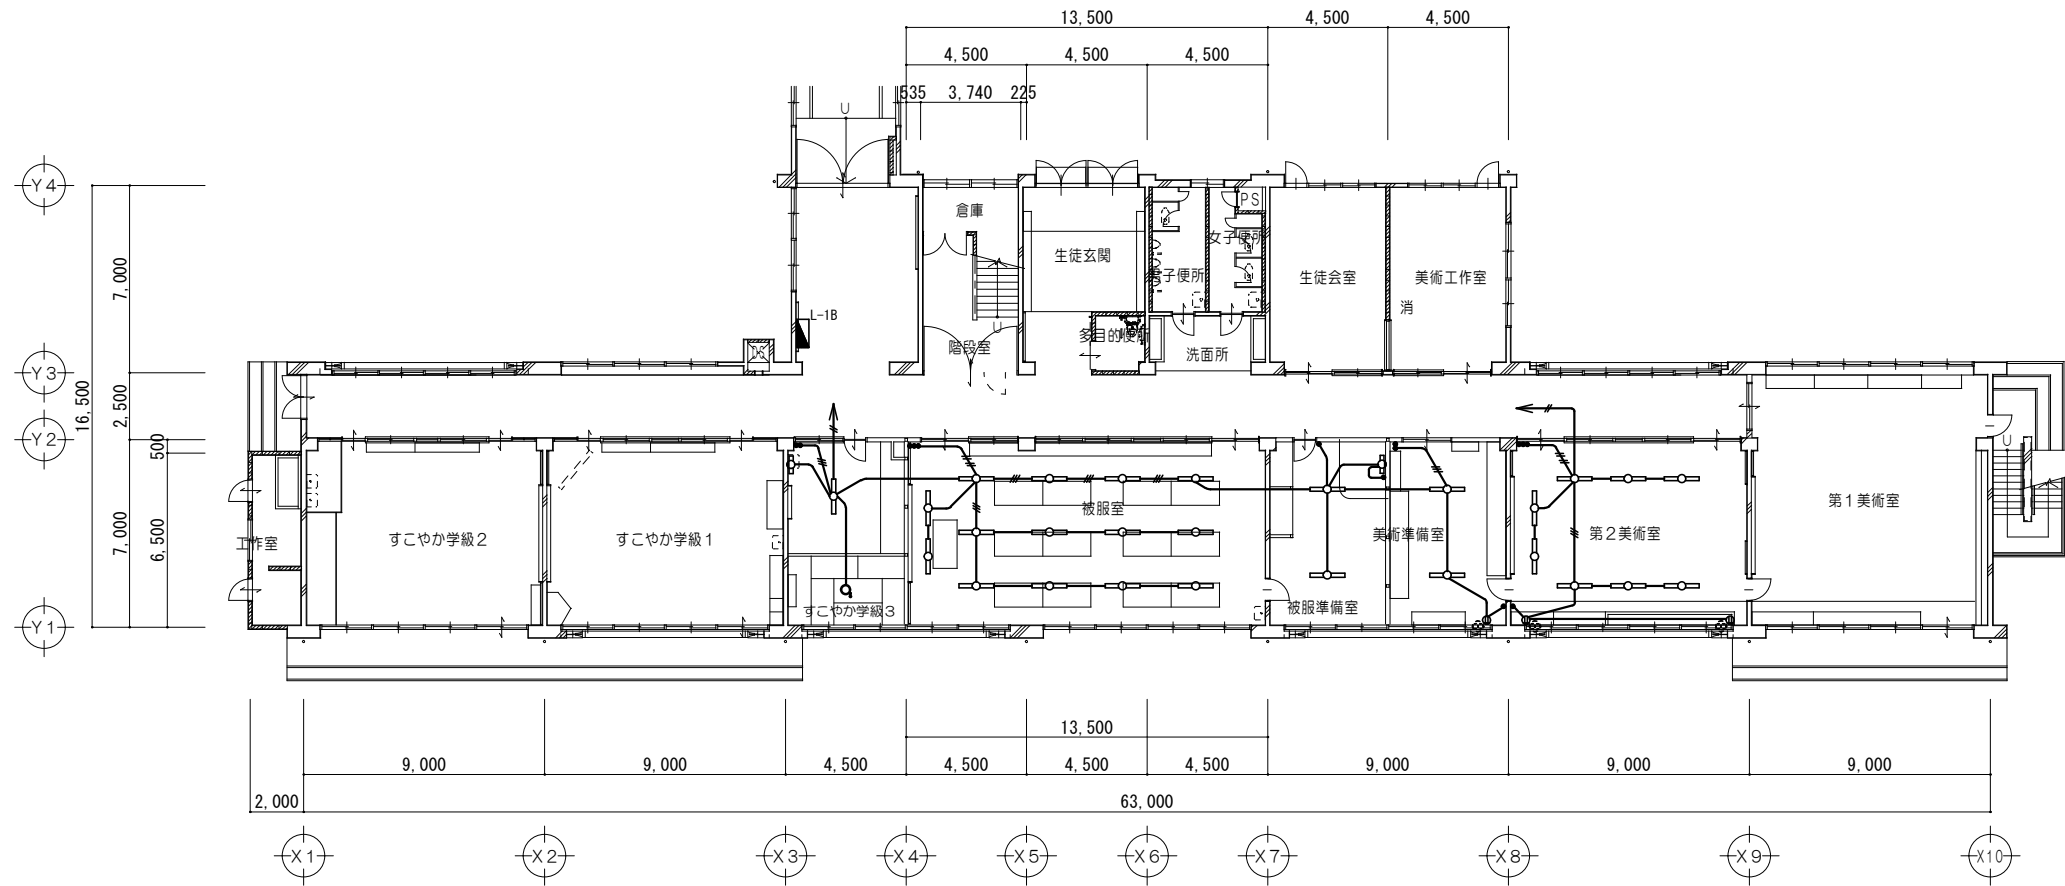 13,500
4,500
4,500
4,500
4,500
4,500
535
3,740
225
U
Y4
倉庫
PS
女子便所
生徒玄関
男子便所
生徒会室
美術工作室
7,000
消
L-1B
U
多目的便所
階段室
洗面所
Y3
16,500
2,500
Y2
500
U
被服室
第1美術室
7,000
6,500
工作室
すこやか学級2
すこやか学級1
美術準備室
第2美術室
すこやか学級3
被服準備室
Y1
13,500
9,000
9,000
4,500
4,500
4,500
4,500
9,000
9,000
9,000
2,000
63,000
X1
X2
X3
X4
X5
X6
X7
X8
X9
X10